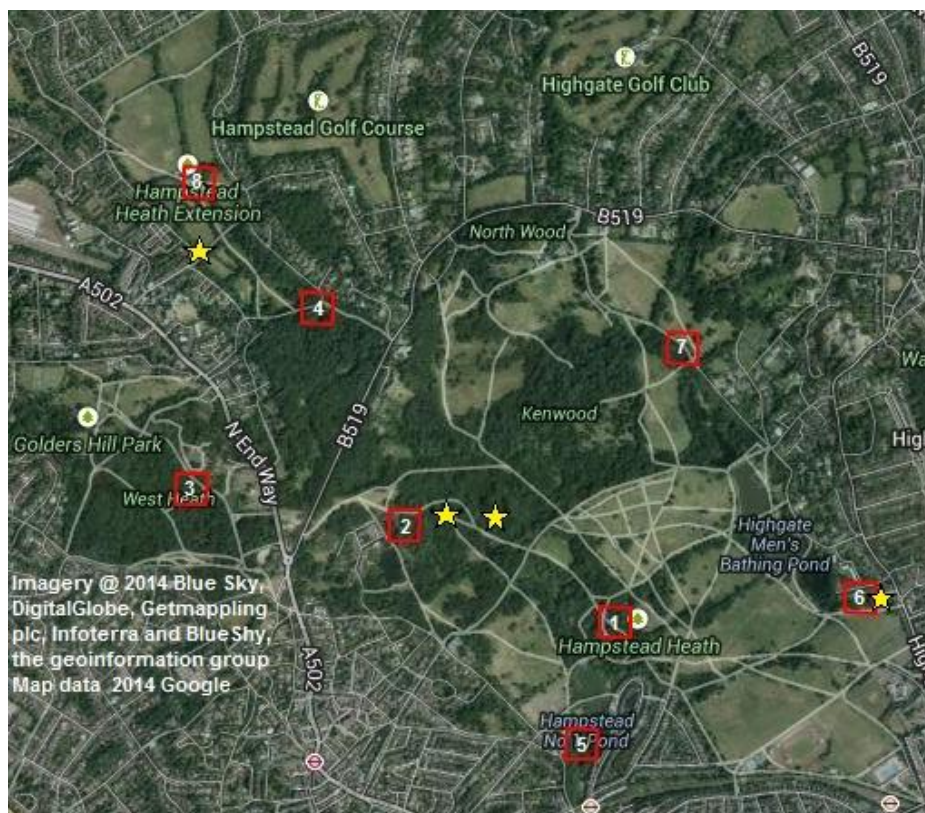 B519
Highgate Golf Club
Hampstead Golf Course
8
Hampstead
Heath Extension
B519
North Wood
A502
4
7
B519
Kenwood
Golders Hill Park
N End Way
3
West Heath
2
Highgate
Men's
Bathing Pond
Imagery @ 2014 Blue Sky,
DigitalGlobe, Getmappling
plc, Infoterra and BlueShy,
the geoinformation group
Map data 2014 Google
6
1
Hampstead Heath
A502
Hampstead
5